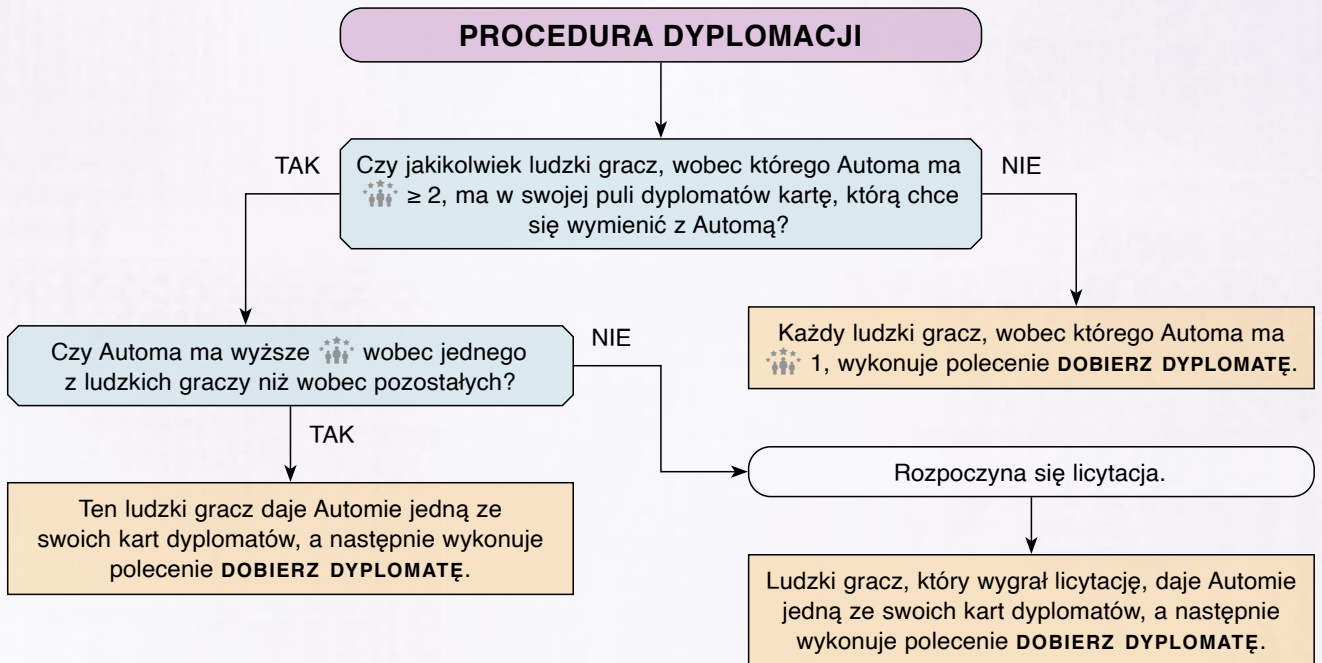 PROCEDURA DYPLOMACJI
TAK
Czy jakikolwiek ludzki gracz, wobec którego Automa ma
≥ 2, ma w swojej puli dyplomatów kartę, którą chce
się wymienić z Automą?
NIE
Czy Automa ma wyższe wobec jednego
z ludzkich graczy niż wobec pozostałych?
NIE
Każdy ludzki gracz, wobec którego Automa ma
1, wykonuje polecenie DOBIERZ DYPLOMATĘ.
TAK
Rozpoczyna się licytacja.
Ten ludzki gracz daje Automie jedną ze
swoich kart dyplomatów, a następnie wykonuje
polecenie DOBIERZ DYPLOMATĘ.
Ludzki gracz, który wygrał licytację, daje Automie
jedną ze swoich kart dyplomatów, a następnie
wykonuje polecenie DOBIERZ DYPLOMATĘ.